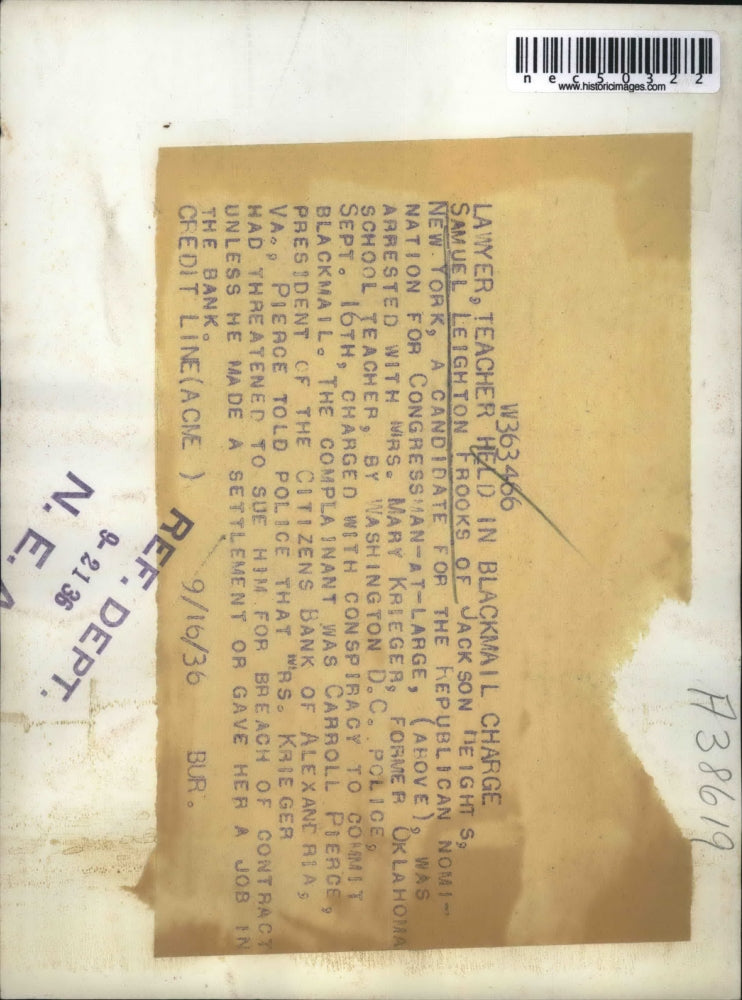 nec50322
www.historicimages.com
W363466
LAWYER, TEACHER HELD IN BLACKMAIL CHARGE
SAMUEL LEIGHTON FROOKS OF JACKSON HEIGHTS,
NEW YORK, A CANDIDATE FOR THE REPUBLICAN NOMI-
NATION FOR CONGRESSMAN-AT-LARGE, (ABOVE), WAS
ARRESTED WITH MRS. MARY KRIEGER, FORMER OKLAHOMA
SCHOOL TEACHER, BY WASHINGTON D.C. POLICE,
SEPT. 16TH, CHARGED WITH CONSPIRACY TO COMMIT
BLACKMAIL. THE COMPLAINANT WAS CARROLL PIERCE,
PRESIDENT OF THE CITIZENS BANK OF ALEXANDRIA,
VA., PIERCE TOLD POLICE THAT MRS. KRIEGER
HAD THREATENED TO SUE HIM FOR BREACH OF CONTRACT
UNLESS HE MADE A SETTLEMENT OR GAVE HER A JOB IN
THE BANK.
CREDIT LINE(ACME ) 9/16/36 BUR.
REF. DEPT.
9-21 36
N. E. A
A38619